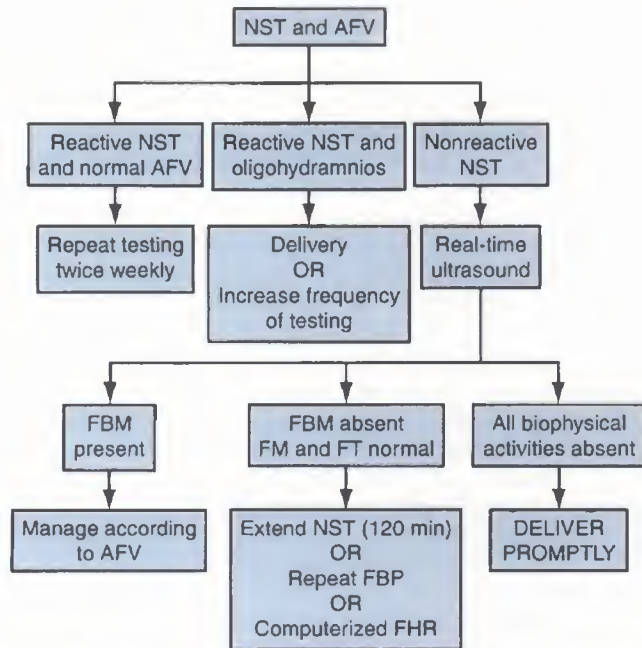 NST and AFV
Reactive NST
and normal AFV
Reactive NST and
oligohydramnios
Nonreactive
NST
Repeat testing
twice weekly
Delivery
OR
Increase frequency
of testing
Real-time
ultrasound
FBM
present
FBM absent
FM and FT normal
All biophysical
activities absent
Manage according
to AFV
Extend NST (120 min)
OR
Repeat FBP
OR
Computerized FHR
DELIVER
PROMPTLY